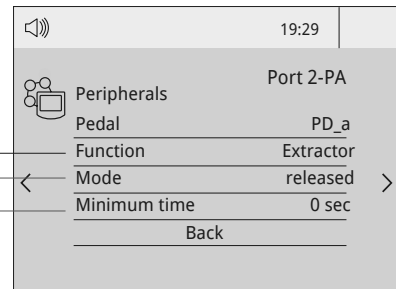 19:29
Port 2-PA
Peripherals
Pedal PD_a
Function Extractor
Mode released
Minimum time 0 sec
Back